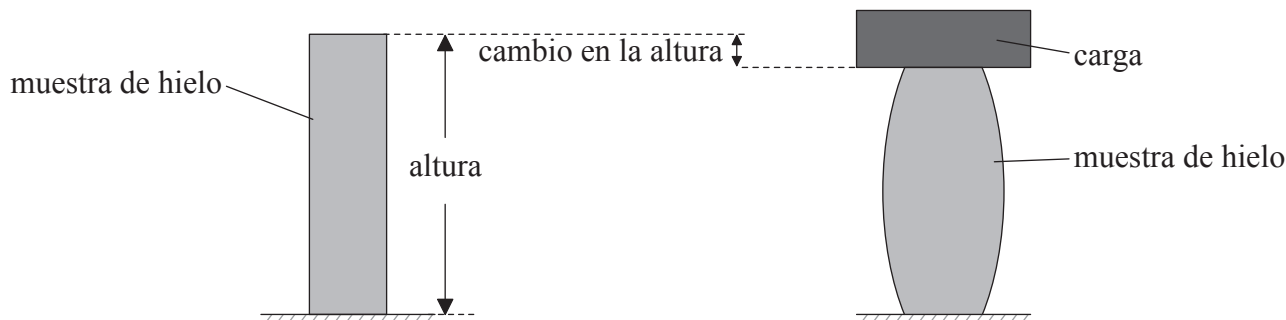 cambio en la altura
carga
muestra de hielo
altura
muestra de hielo